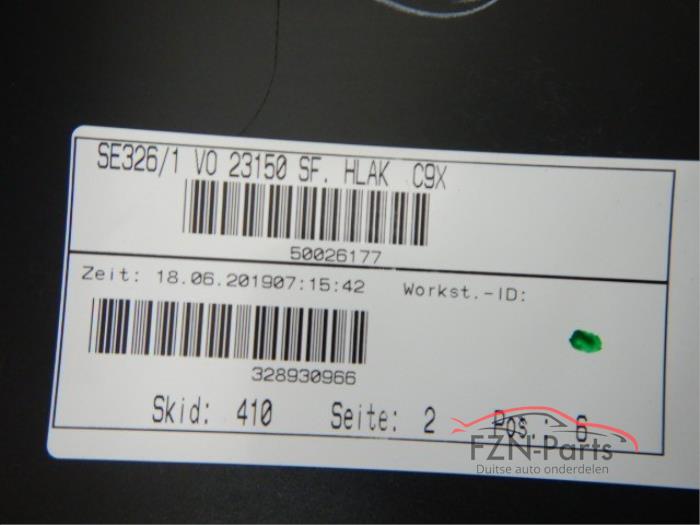 SE326/1 VO 23150 SF. HLAK C9X
50026177
Zeit: 18.06.201907:15:42 Workst.-ID:
328930966
Skid: 410 Seite: 2 Pos.: 6
FZN-Parts
Duitse auto onderdelen